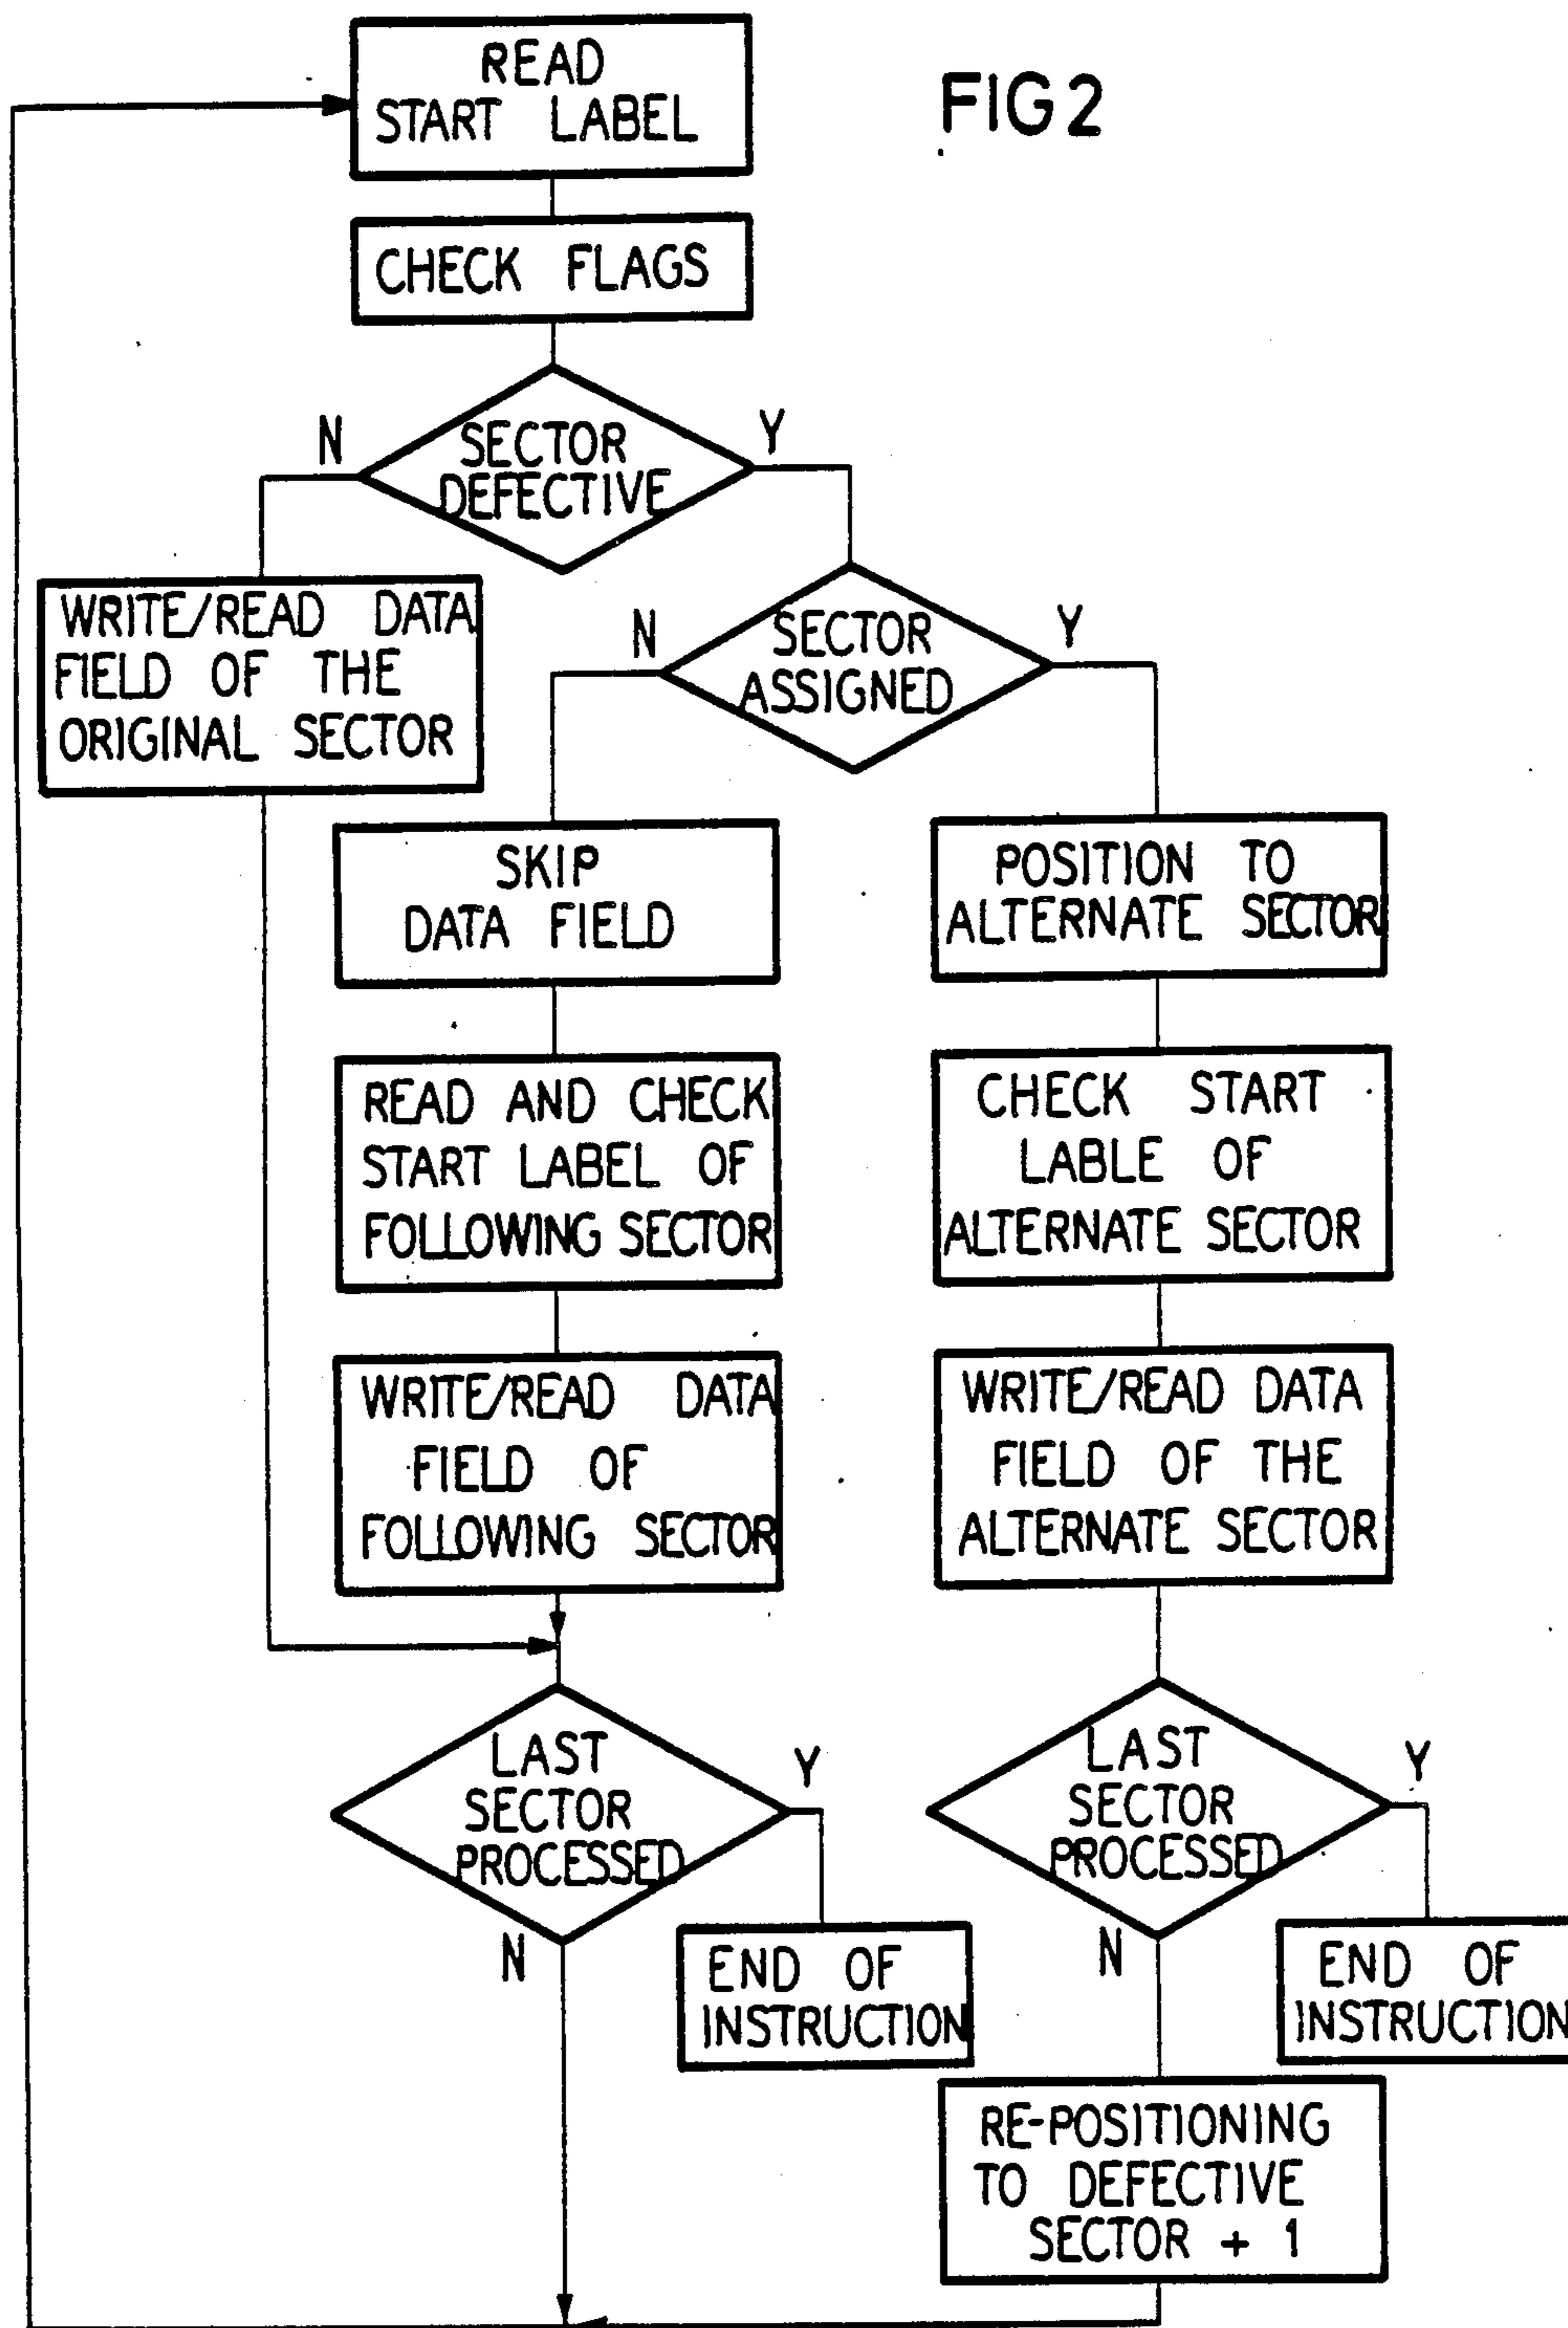 READ
START LABEL
FIG 2
CHECK FLAGS
SECTOR
DEFECTIVE
N
Y
WRITE/READ DATA
FIELD OF THE
ORIGINAL SECTOR
SECTOR
ASSIGNED
N
Y
SKIP
DATA FIELD
POSITION TO
ALTERNATE SECTOR
READ AND CHECK
START LABEL OF
FOLLOWING SECTOR
CHECK START
LABLE OF
ALTERNATE SECTOR
WRITE/READ DATA
FIELD OF
FOLLOWING SECTOR
WRITE/READ DATA
FIELD OF THE
ALTERNATE SECTOR
LAST
SECTOR
PROCESSED
Y
N
END OF
INSTRUCTION
LAST
SECTOR
PROCESSED
Y
N
END OF
INSTRUCTION
RE-POSITIONING
TO DEFECTIVE
SECTOR + 1